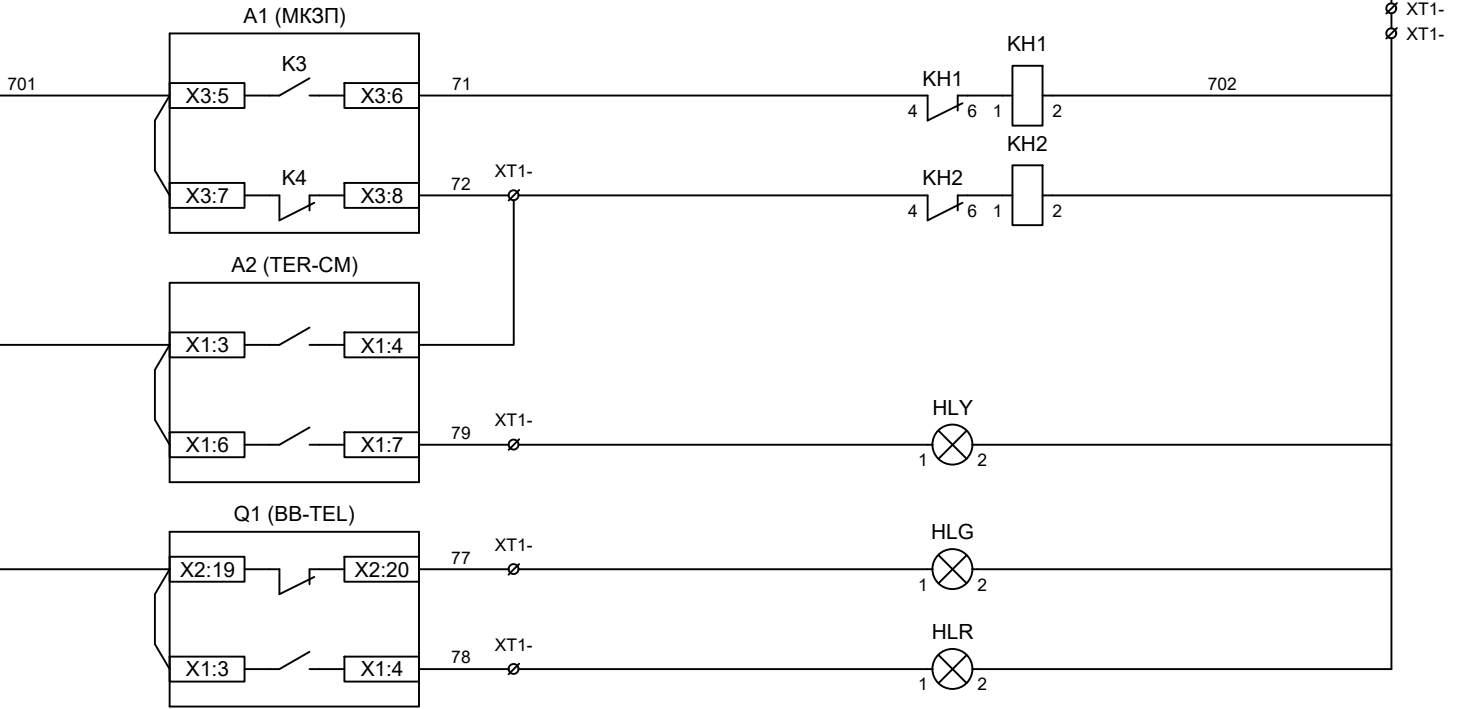 A1 (МКЗП)
XT1-
XT1-
KH1
K3
KH1
701
71
702
X3:5
X3:6
4
6
1
2
KH2
K4
XT1-
KH2
72
X3:7
X3:8
4
6
1
2
A2 (TER-CM)
X1:3
X1:4
HLY
XT1-
79
X1:6
X1:7
1
2
Q1 (BB-TEL)
HLG
XT1-
77
X2:19
X2:20
1
2
HLR
XT1-
78
X1:3
X1:4
1
2